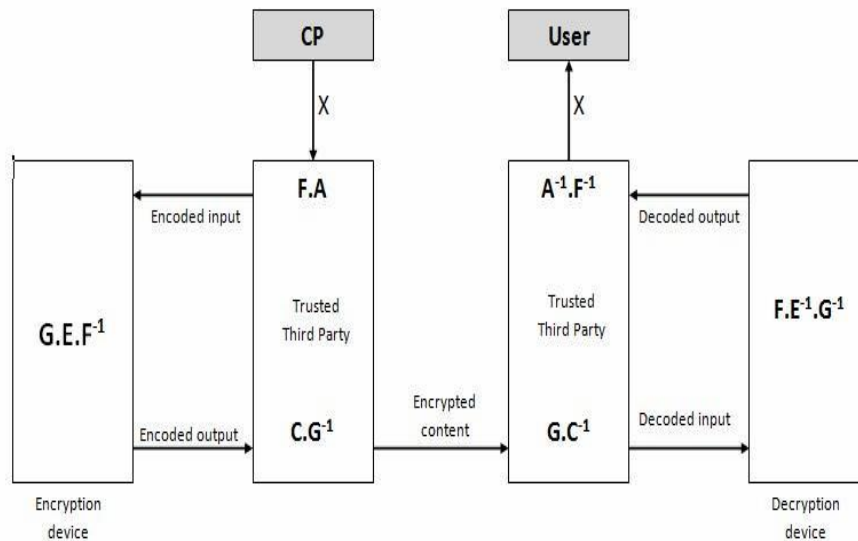 CP
User
X
X
F.A
A⁻¹.F⁻¹
Encoded input
Decoded output
G.E.F⁻¹
Trusted
Third Party
Trusted
Third Party
F.E⁻¹.G⁻¹
Encoded output
C.G⁻¹
Encrypted
content
G.C⁻¹
Decoded input
Encryption
device
Decryption
device